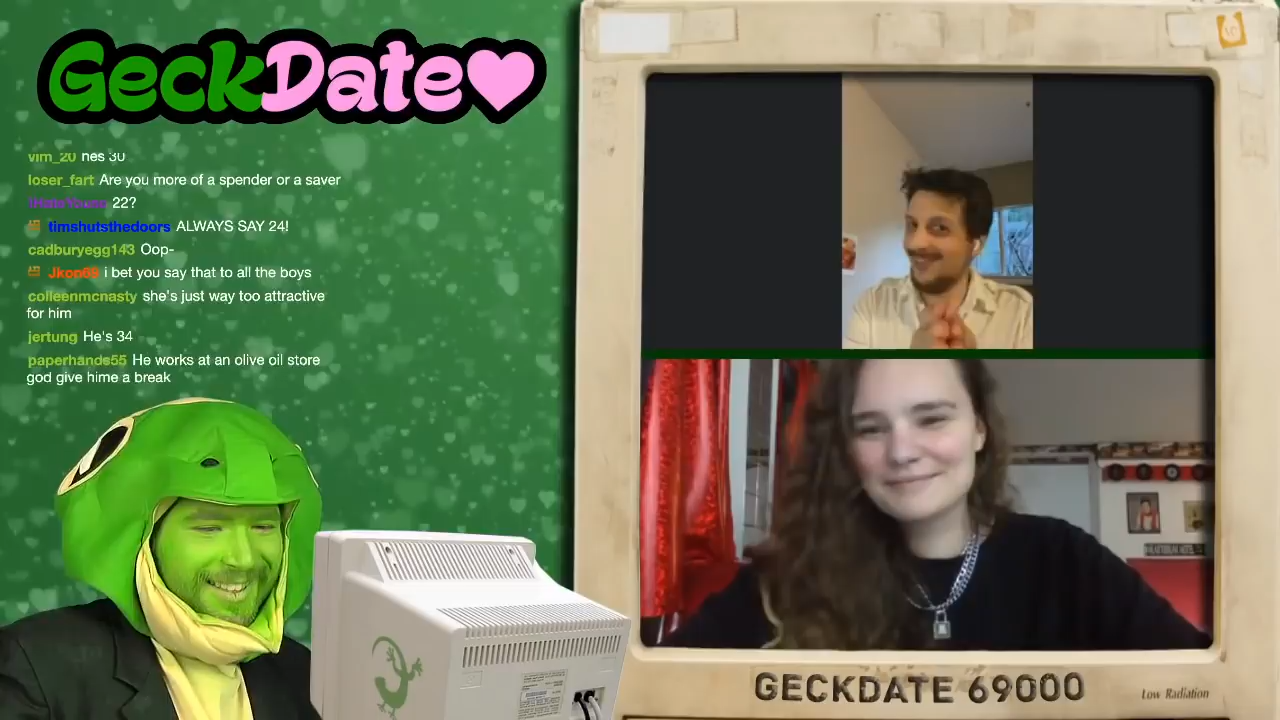 GeckDate
vim_20 nes 30
loser_fart Are you more of a spender or a saver
22?
timshutsthedoors ALWAYS SAY 24!
cadburyegg143 Oop-
Jkop69 i bet you say that to all the boys
colleenmcnasty she's just way too attractive
for him
jertung He's 34
paperhands55 He works at an olive oil store
god give hime a break
GECKDATE 69000
Low Radiation